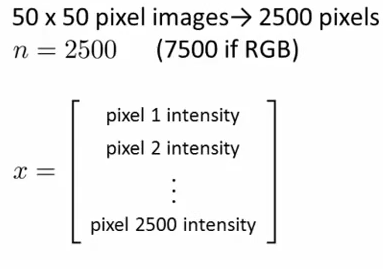 50 x 50 pixel images→ 2500 pixels
n = 2500 (7500 if RGB)
pixel 1 intensity
pixel 2 intensity
x =
⋮
pixel 2500 intensity